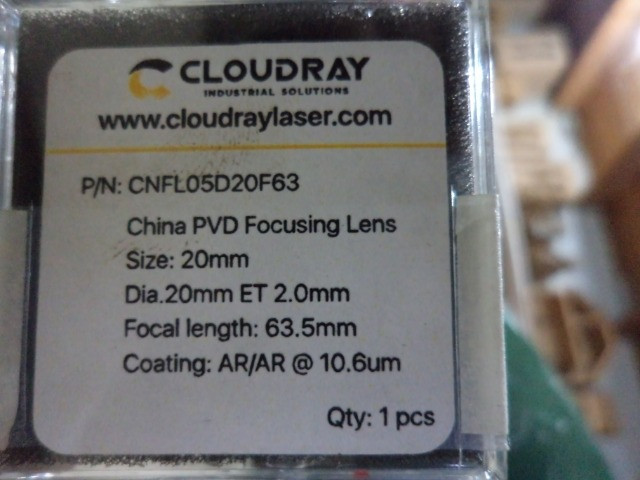 CLOUDRAY
INDUSTRIAL SOLUTIONS
www.cloudraylaser.com
P/N: CNFL05D20F63
China PVD Focusing Lens
Size: 20mm
Dia.20mm ET 2.0mm
Focal length: 63.5mm
Coating: AR/AR @ 10.6um
Qty: 1 pcs